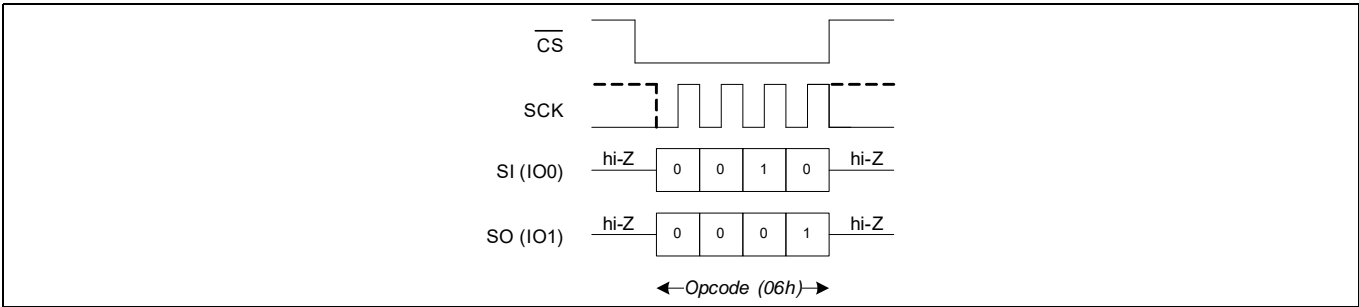 CS
SCK
SI (IO0) hi-Z 0 0 1 0 hi-Z
SO (IO1) hi-Z 0 0 0 1 hi-Z
Opcode (06h)